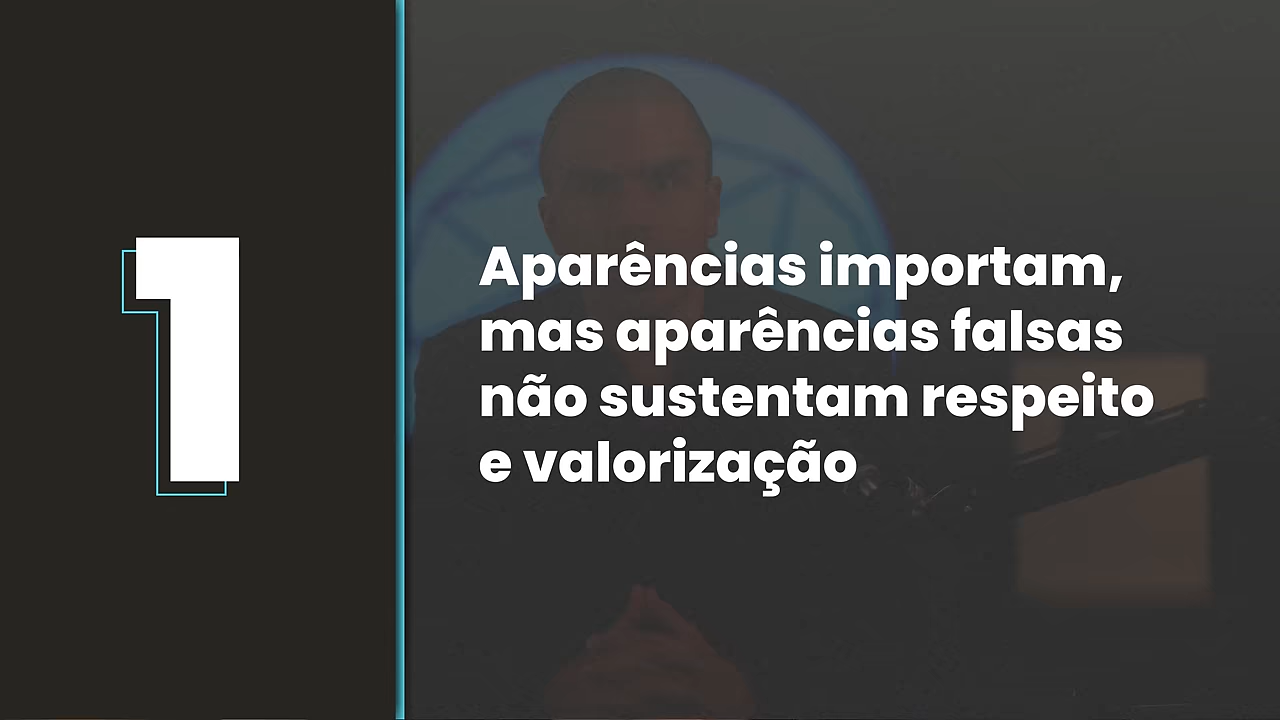 1
Aparências importam,
mas aparências falsas
não sustentam respeito
e valorização